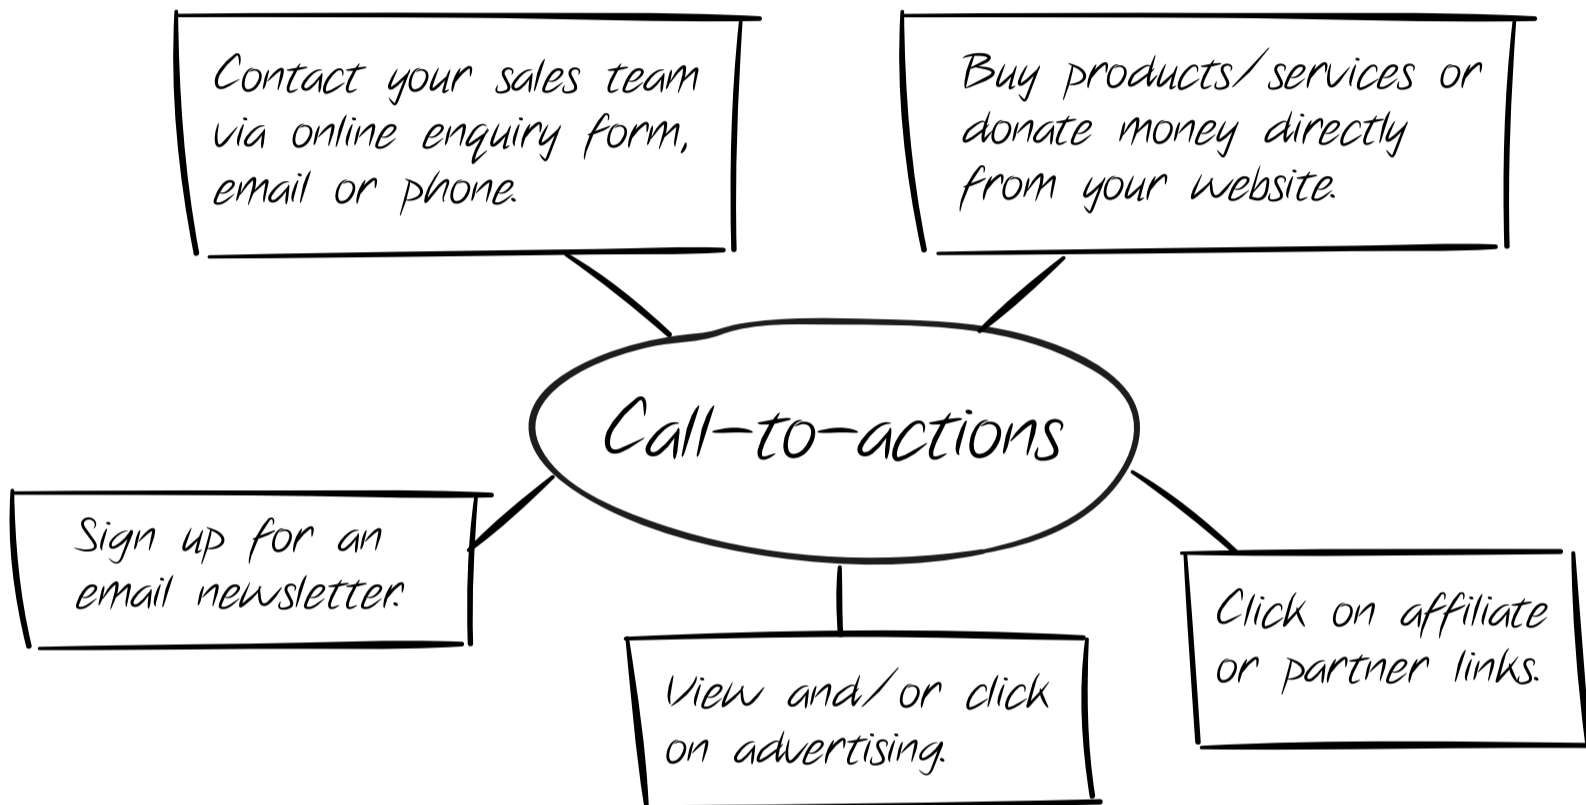 Contact your sales team
via online enquiry form,
email or phone.
Buy products/services or
donate money directly
from your website.
Call-to-actions
Sign up for an
email newsletter.
View and/or click
on advertising.
Click on affiliate
or partner links.